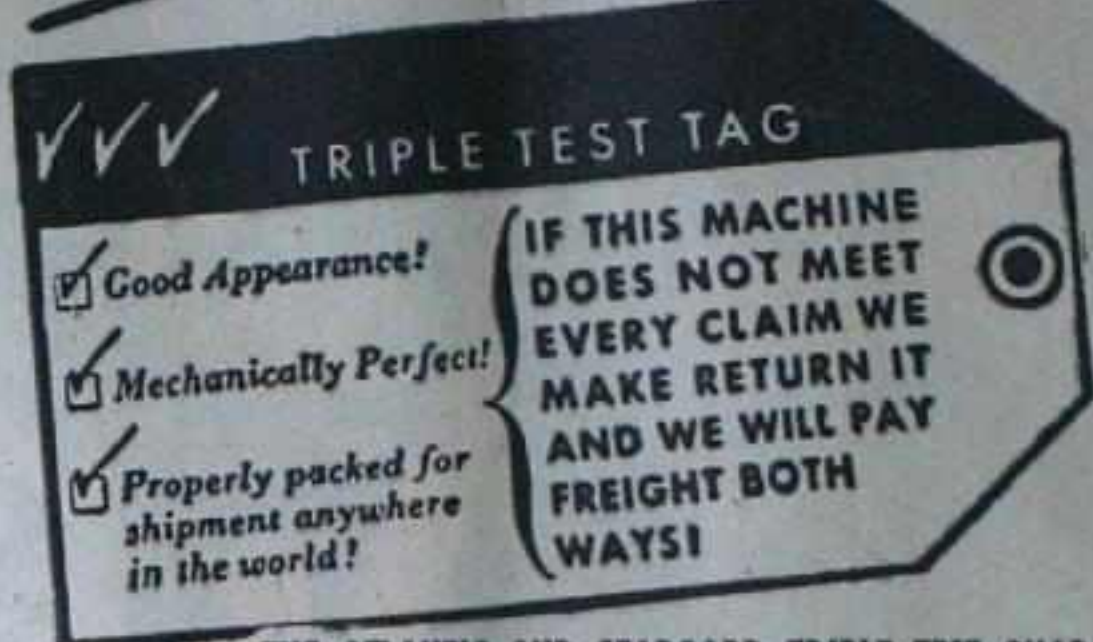 ✓✓✓ TRIPLE TEST TAG
Good Appearance!
Mechanically Perfect!
Properly packed for
shipment anywhere
in the world!
IF THIS MACHINE
DOES NOT MEET
EVERY CLAIM WE
MAKE RETURN IT
AND WE WILL PAY
FREIGHT BOTH
WAYS!